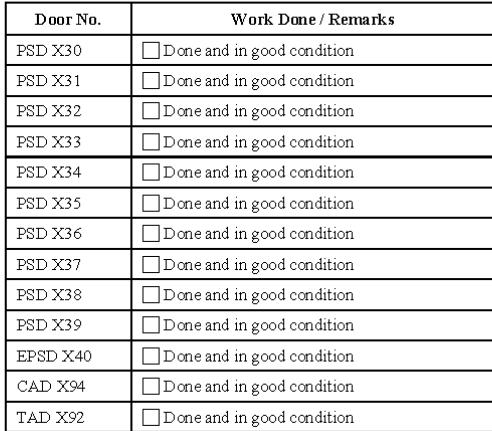 Door No. Work Done / Remarks
PSD X30 □ Done and in good condition
PSD X31 □ Done and in good condition
PSD X32 □ Done and in good condition
PSD X33 □ Done and in good condition
PSD X34 □ Done and in good condition
PSD X35 □ Done and in good condition
PSD X36 □ Done and in good condition
PSD X37 □ Done and in good condition
PSD X38 □ Done and in good condition
PSD X39 □ Done and in good condition
EPSD X40 □ Done and in good condition
CAD X94 □ Done and in good condition
TAD X92 □ Done and in good condition